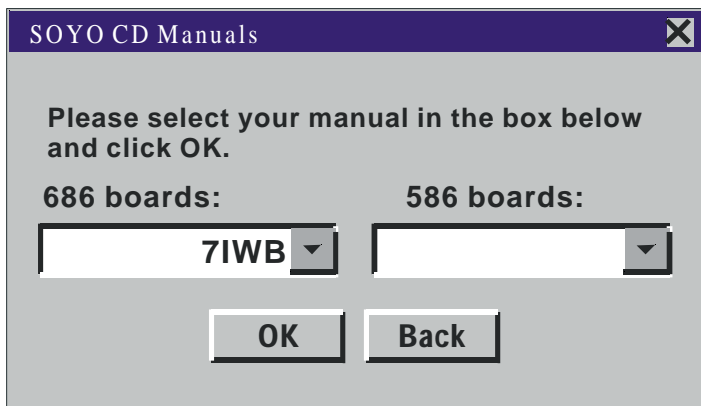 SOYO CD Manuals
Please select your manual in the box below
and click OK.
686 boards: 586 boards:
7IWB
OK Back